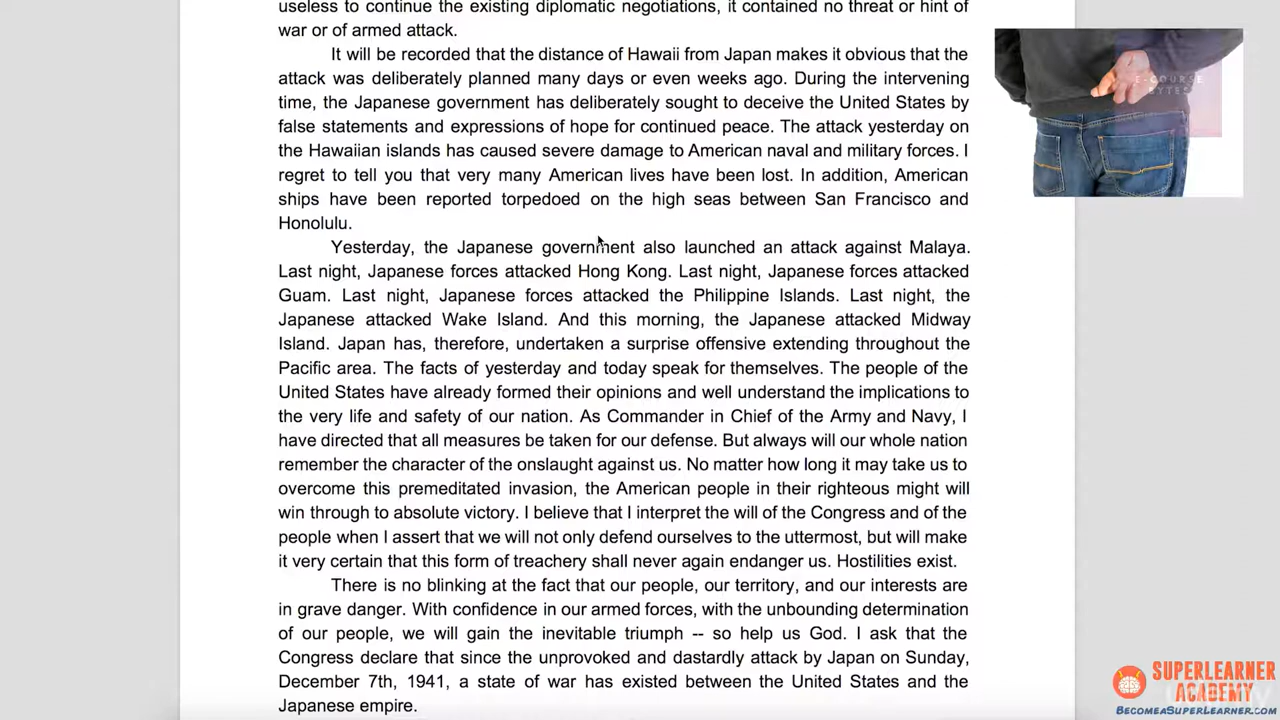 useless to continue the existing diplomatic negotiations, it contained no threat or hint of
war or of armed attack.
It will be recorded that the distance of Hawaii from Japan makes it obvious that the
attack was deliberately planned many days or even weeks ago. During the intervening
time, the Japanese government has deliberately sought to deceive the United States by
false statements and expressions of hope for continued peace. The attack yesterday on
the Hawaiian islands has caused severe damage to American naval and military forces. I
regret to tell you that very many American lives have been lost. In addition, American
ships have been reported torpedoed on the high seas between San Francisco and
Honolulu.
Yesterday, the Japanese government also launched an attack against Malaya.
Last night, Japanese forces attacked Hong Kong. Last night, Japanese forces attacked
Guam. Last night, Japanese forces attacked the Philippine Islands. Last night, the
Japanese attacked Wake Island. And this morning, the Japanese attacked Midway
Island. Japan has, therefore, undertaken a surprise offensive extending throughout the
Pacific area. The facts of yesterday and today speak for themselves. The people of the
United States have already formed their opinions and well understand the implications to
the very life and safety of our nation. As Commander in Chief of the Army and Navy, I
have directed that all measures be taken for our defense. But always will our whole nation
remember the character of the onslaught against us. No matter how long it may take us to
overcome this premeditated invasion, the American people in their righteous might will
win through to absolute victory. I believe that I interpret the will of the Congress and of the
people when I assert that we will not only defend ourselves to the uttermost, but will make
it very certain that this form of treachery shall never again endanger us. Hostilities exist.
There is no blinking at the fact that our people, our territory, and our interests are
in grave danger. With confidence in our armed forces, with the unbounding determination
of our people, we will gain the inevitable triumph -- so help us God. I ask that the
Congress declare that since the unprovoked and dastardly attack by Japan on Sunday,
December 7th, 1941, a state of war has existed between the United States and the
Japanese empire.
E-COURSE
BYTES
SUPERLEARNER
ACADEMY
BECOMEASUPERLEARNER.COM